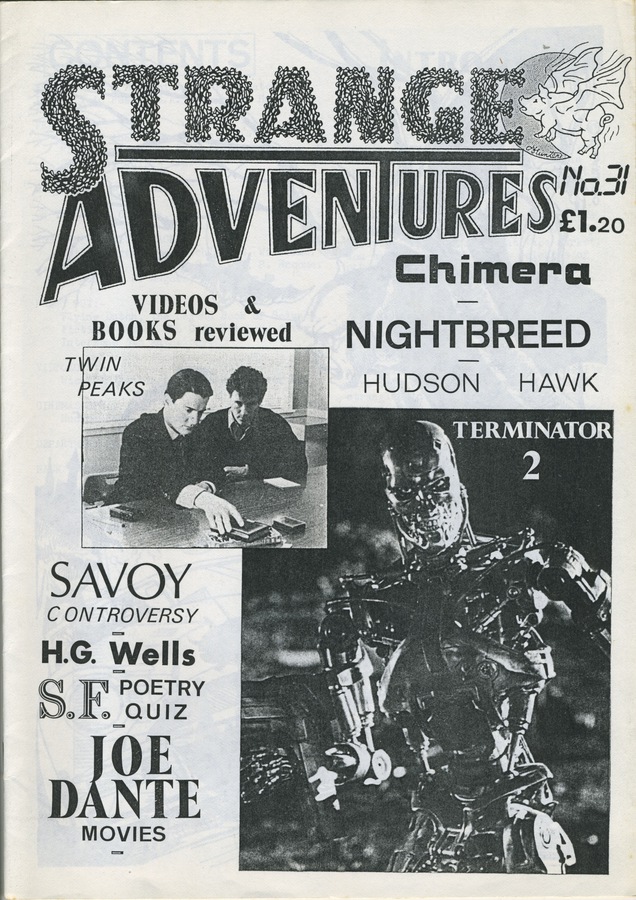 STRANGE
ADVENTURES
No.31
£1.20
Chimera
VIDEOS &
BOOKS reviewed
NIGHTBREED
HUDSON HAWK
TWIN
PEAKS
TERMINATOR
2
SAVOY
CONTROVERSY
H.G. Wells
S.F. POETRY
QUIZ
JOE
DANTE
MOVIES